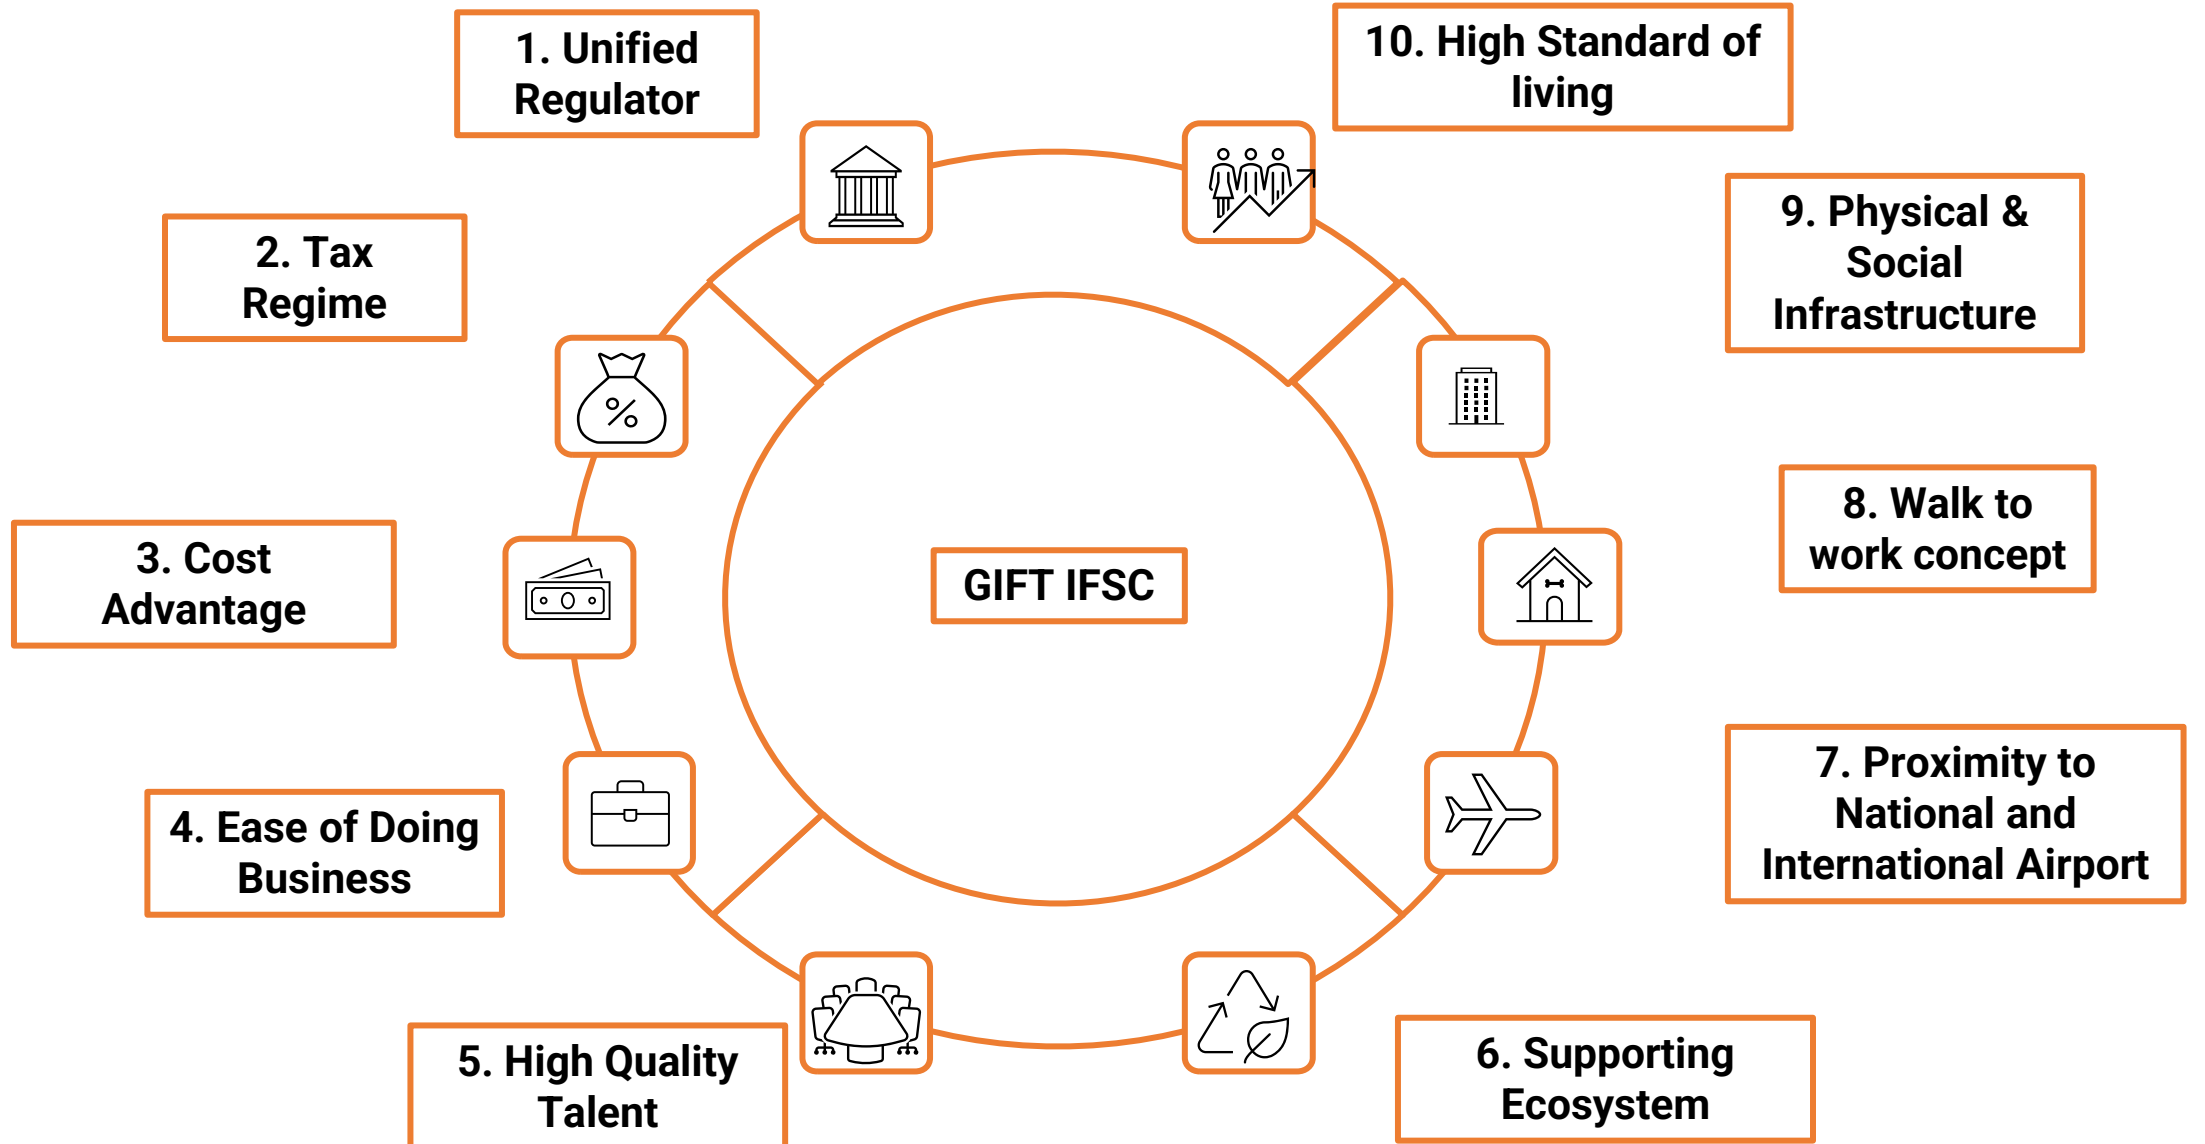 1. Unified
Regulator
2. Tax
Regime
3. Cost
Advantage
4. Ease of Doing
Business
5. High Quality
Talent
6. Supporting
Ecosystem
7. Proximity to
National and
International Airport
8. Walk to
work concept
9. Physical &
Social
Infrastructure
10. High Standard of
living
GIFT IFSC
%